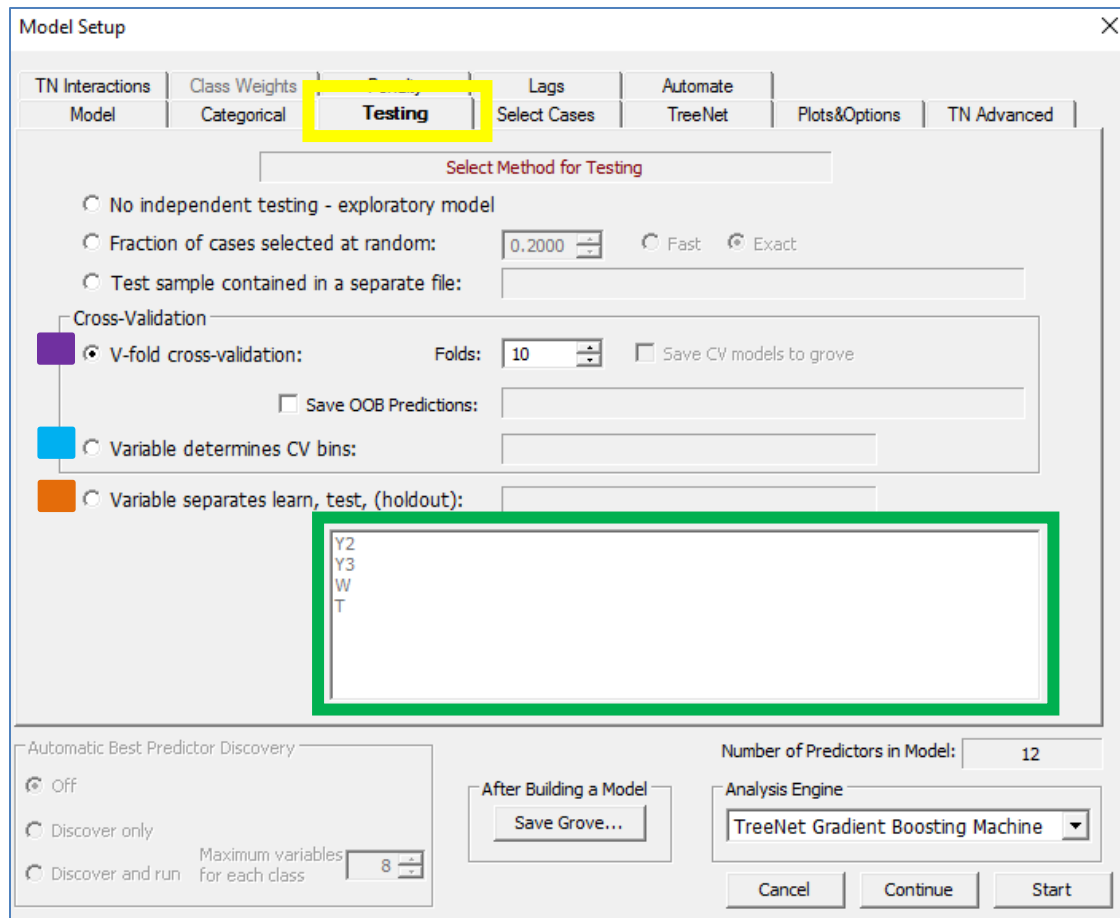 Model Setup
TN Interactions Class Weights Penalty Lags Automate
Model Categorical Testing Select Cases TreeNet Plots&Options TN Advanced
Select Method for Testing
No independent testing - exploratory model
Fraction of cases selected at random: 0.2000 Fast Exact
Test sample contained in a separate file:
Cross-Validation
V-fold cross-validation: Folds: 10 Save CV models to grove
Save OOB Predictions:
Variable determines CV bins:
Variable separates learn, test, (holdout):
Y2
Y3
W
T
Automatic Best Predictor Discovery
Off
Discover only
Discover and run
Maximum variables
for each class 8
After Building a Model
Save Grove...
Number of Predictors in Model: 12
Analysis Engine
TreeNet Gradient Boosting Machine
Cancel Continue Start